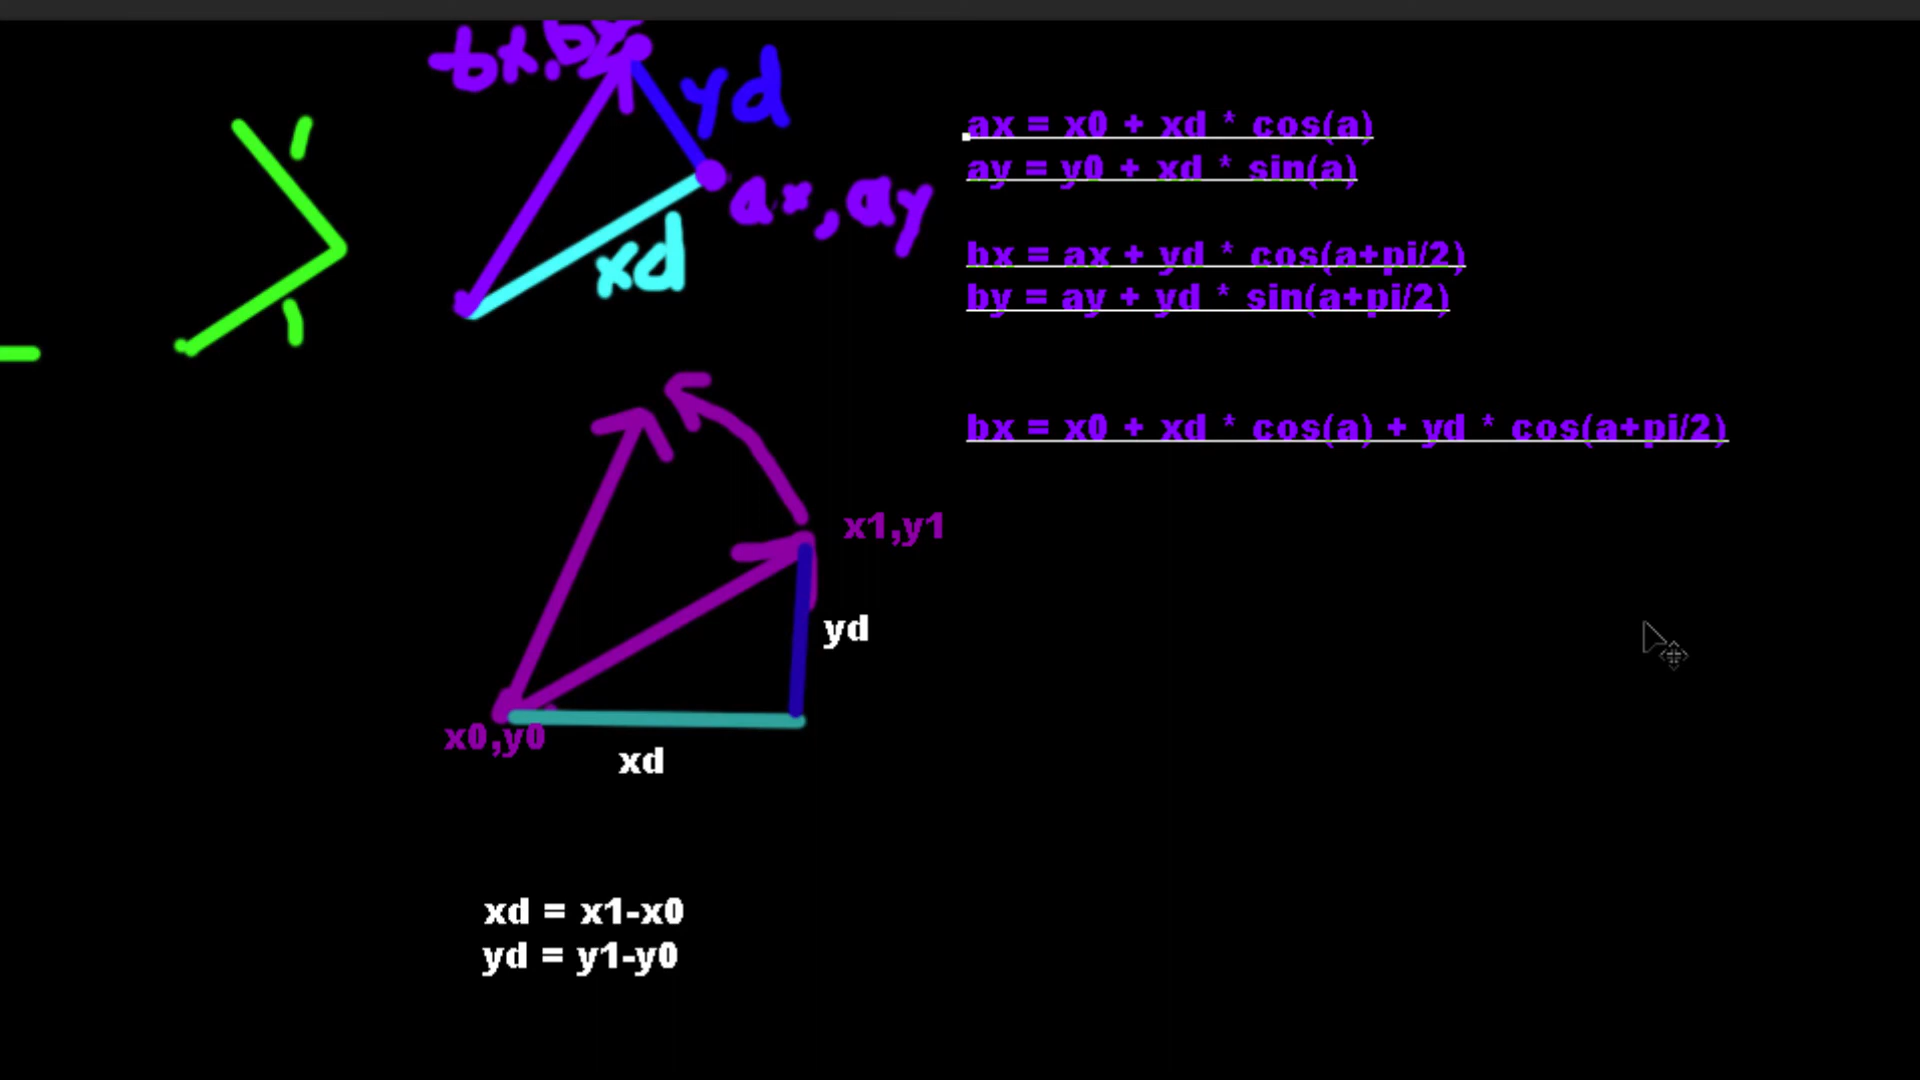 bx,by
yd
ax, ay
xd
ax = x0 + xd * cos(a)
ay = y0 + xd * sin(a)
bx = ax + yd * cos(a+pi/2)
by = ay + yd * sin(a+pi/2)
bx = x0 + xd * cos(a) + yd * cos(a+pi/2)
x1,y1
yd
x0,y0
xd
xd = x1-x0
yd = y1-y0